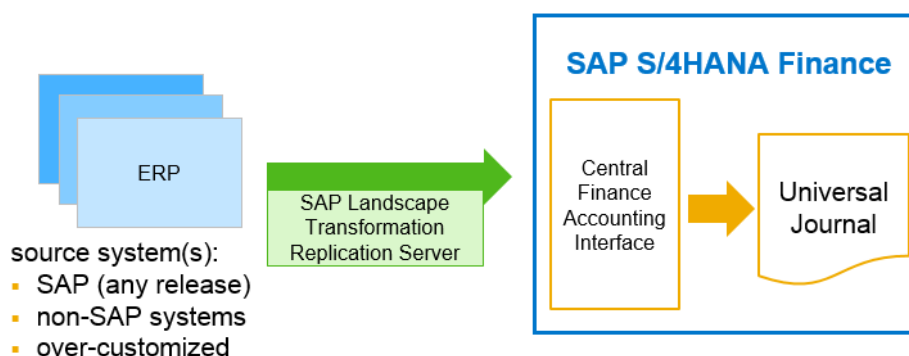 SAP S/4HANA Finance
ERP
SAP Landscape
Transformation
Replication Server
Central
Finance
Accounting
Interface
Universal
Journal
source system(s):
▪ SAP (any release)
▪ non-SAP systems
▪ over-customized